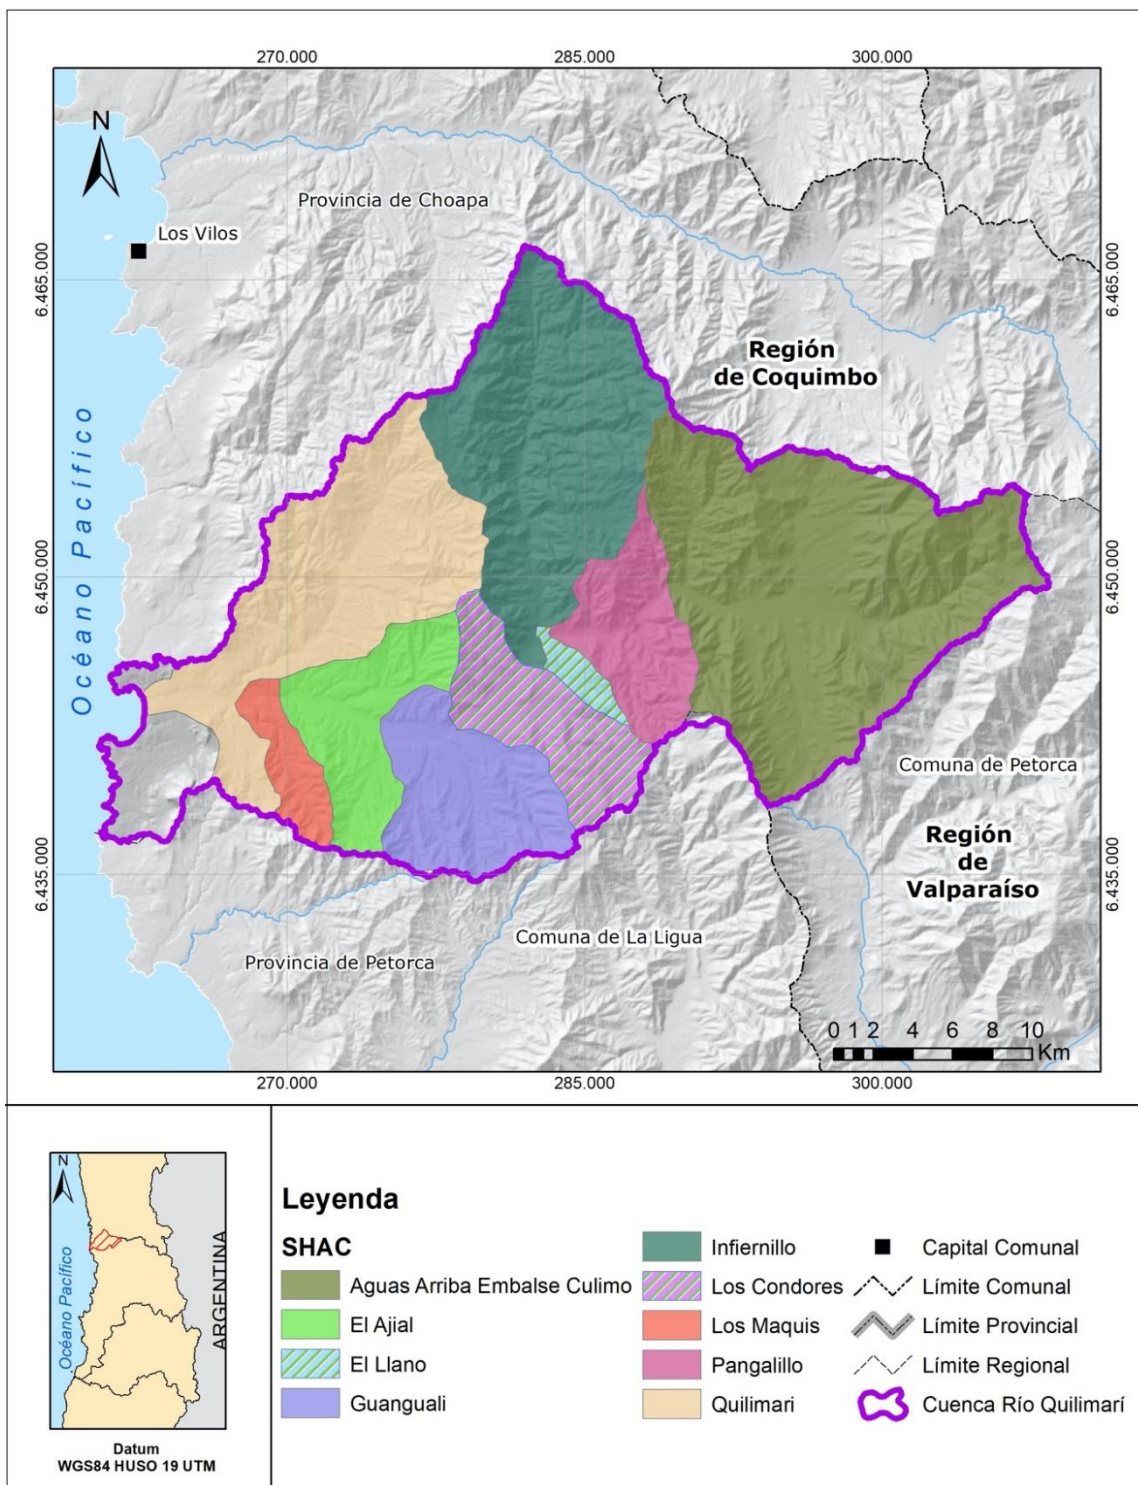 270.000 285.000 300.000
N
Provincia de Choapa
Los Vilos
6.465.000 6.465.000
Región
de Coquimbo
Océano Pacífico
6.450.000 6.450.000
Comuna de Petorca
Región
de
Valparaíso
6.435.000 6.435.000
Comuna de La Ligua
Provincia de Petorca
0 1 2 4 6 8 10
Km
270.000 285.000 300.000
N
Océano Pacífico
ARGENTINA
Datum
WGS84 HUSO 19 UTM
Leyenda
SHAC
Aguas Arriba Embalse Culimo
El Ajial
El Llano
Guanguali
Infiernillo
Los Condores
Los Maquis
Pangalillo
Quilimari
Capital Comunal
Límite Comunal
Límite Provincial
Límite Regional
Cuenca Río Quilimarí